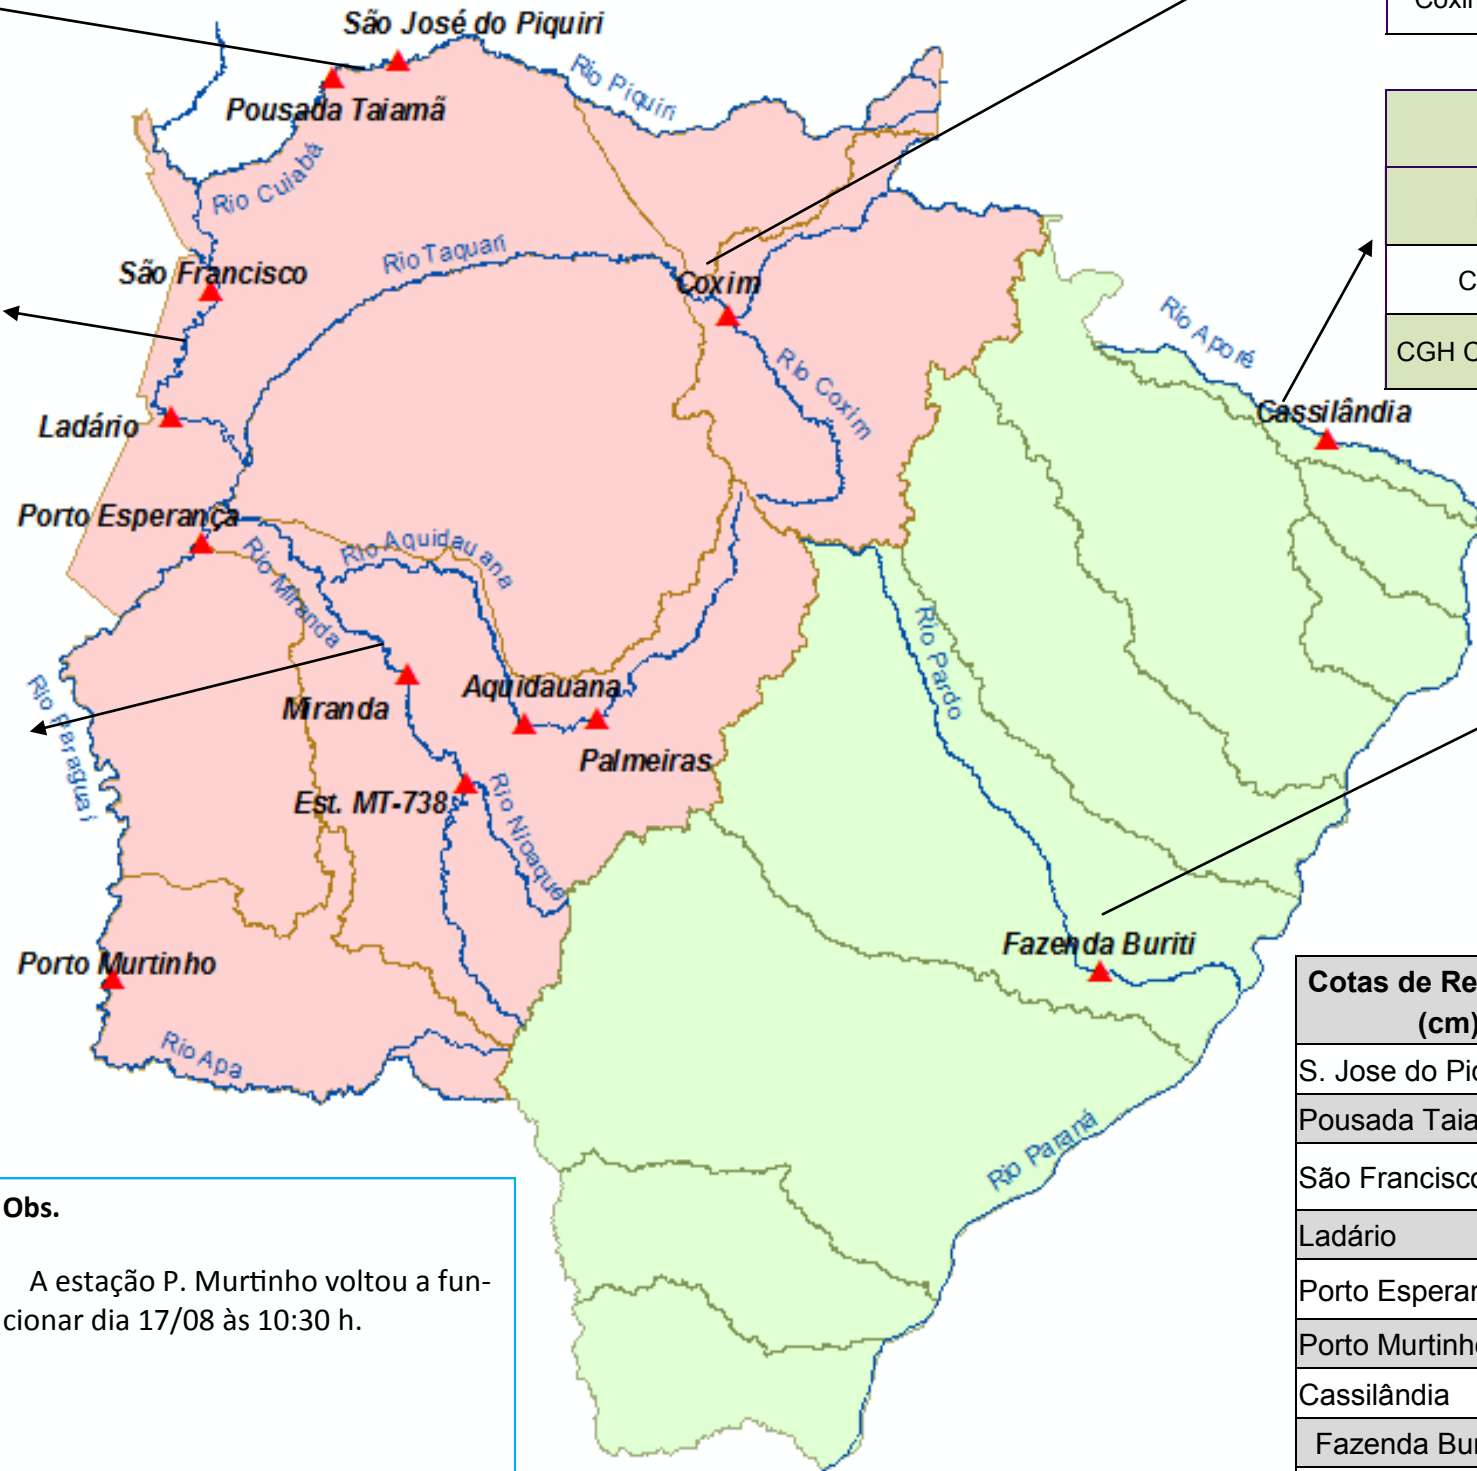 São José do Piquiri
Pousada Taiamã
Rio Piquiri
Rio Cuiabá
São Francisco
Rio Taquari
Coxim
Rio Coxim
Rio Aporé
Cassilândia
Ladário
Porto Esperança
Rio Aquidauana
Rio Miranda
Rio Pardo
Rio Paraguai
Miranda
Aquidauana
Palmeiras
Est. MT-738
Rio Nioaque
Fazenda Buriti
Porto Murtinho
Rio Apa
Rio Paraná
Obs.
A estação P. Murtinho voltou a fun-
cionar dia 17/08 às 10:30 h.
C
CGH C
Cotas de Re
(cm)
S. Jose do Pi
Pousada Taia
São Francisco
Ladário
Porto Esperan
Porto Murtinho
Cassilândia
Fazenda Bur